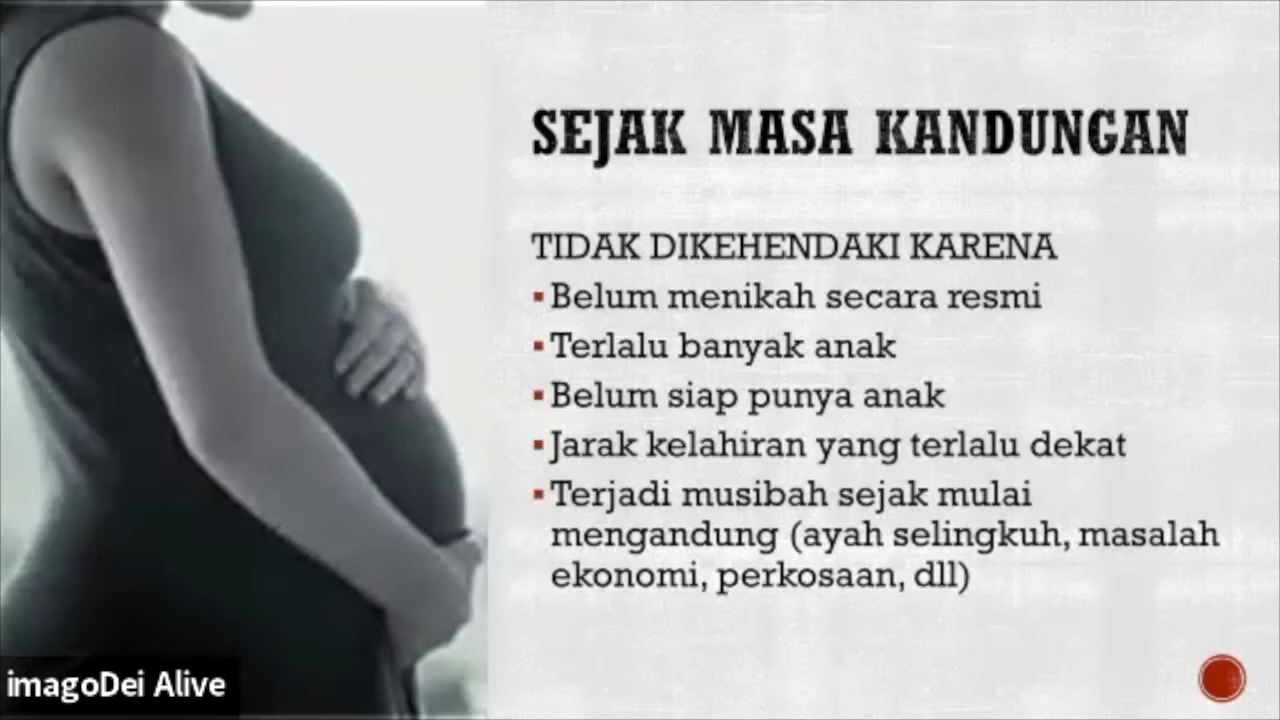 SEJAK MASA KANDUNGAN
TIDAK DIKEHENDAKI KARENA
▪Belum menikah secara resmi
▪Terlalu banyak anak
▪Belum siap punya anak
▪Jarak kelahiran yang terlalu dekat
▪Terjadi musibah sejak mulai
mengandung (ayah selingkuh, masalah
ekonomi, perkosaan, dll)
imagoDei Alive